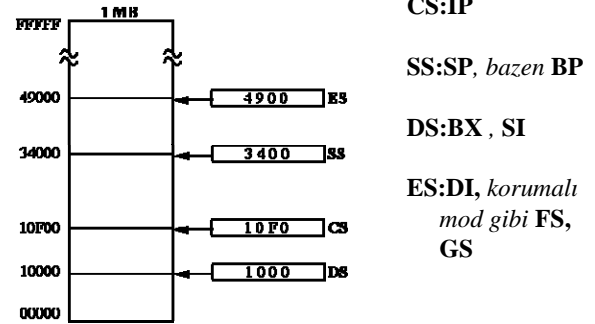 1 MB
FFFFF
49000
4900 ES
34000
3400 SS
10F00
10F0 CS
10000
1000 DS
00000
CS:IP
SS:SP, bazen BP
DS:BX , SI
ES:DI, korumalı
mod gibi FS,
GS